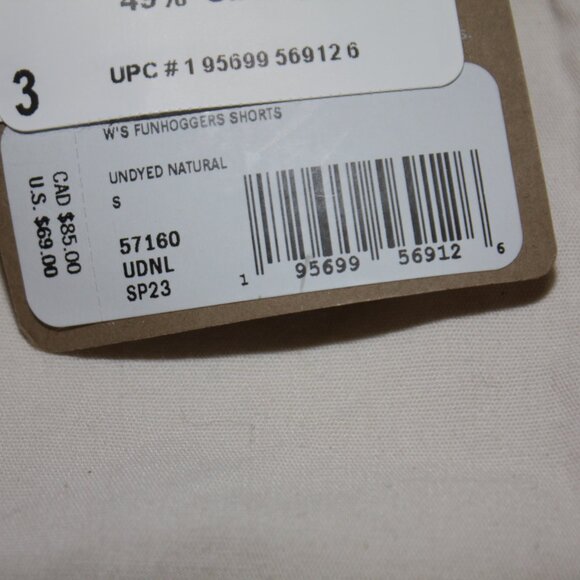 49%
3
UPC # 1 95699 56912 6
W'S FUNHOGGERS SHORTS
UNDYED NATURAL
S
57160
UDNL
SP23
CAD $85.00
U.S. $69.00
1 95699 56912 6